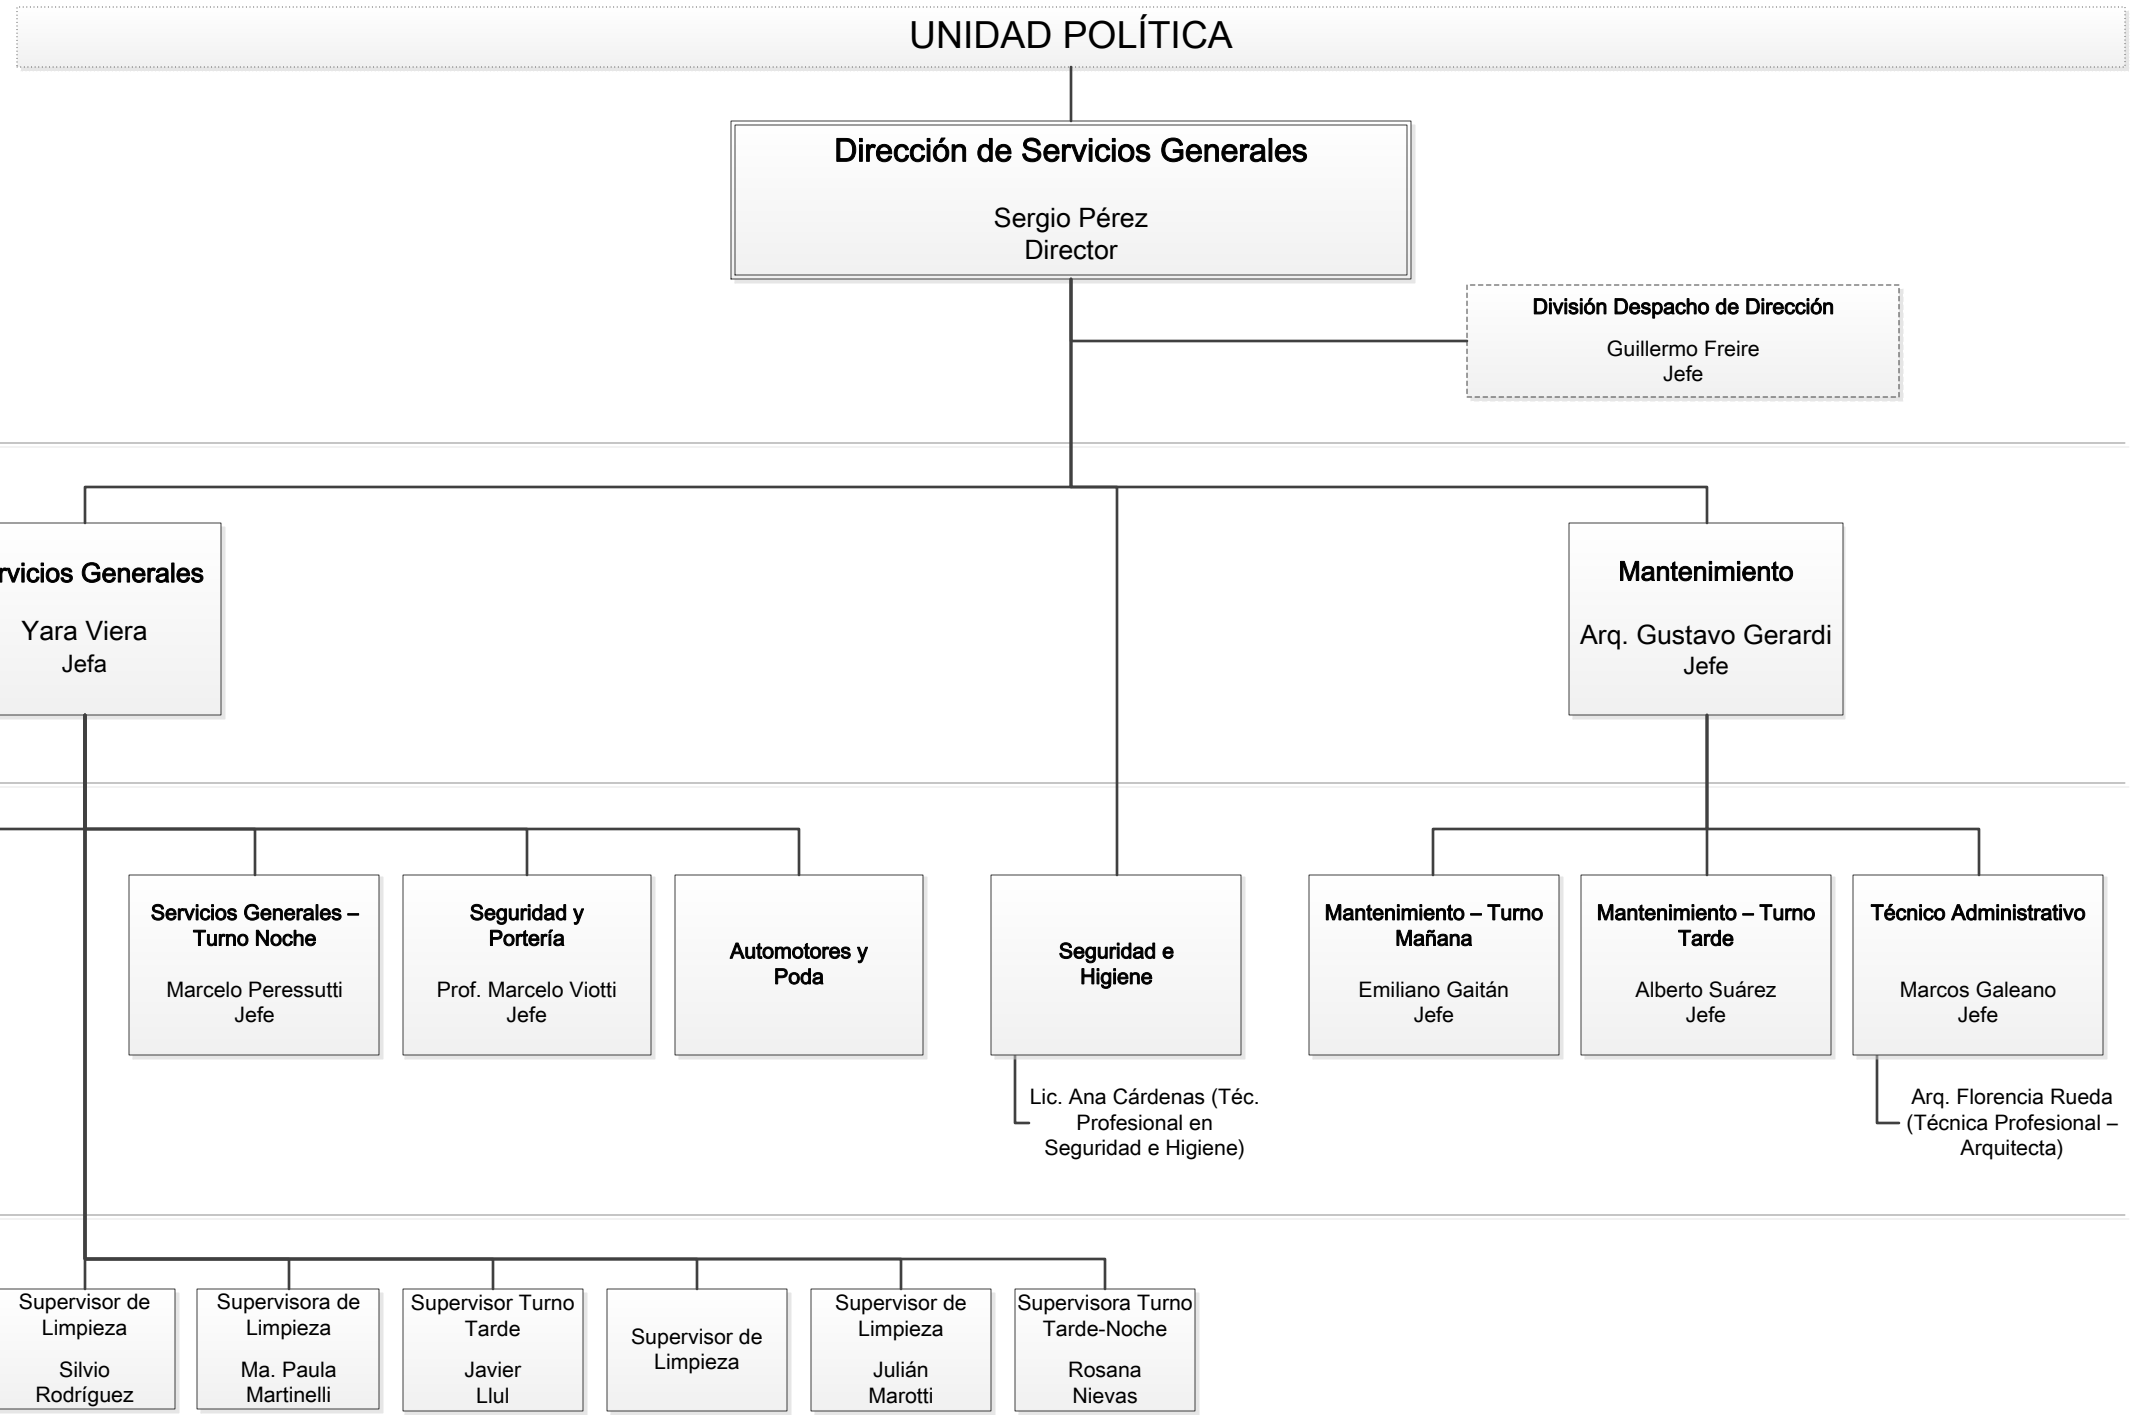 UNIDAD POLÍTICA
Dirección de Servicios Generales
Sergio Pérez
Director
División Despacho de Dirección
Guillermo Freire
Jefe
rvicios Generales
Yara Viera
Jefa
Mantenimiento
Arq. Gustavo Gerardi
Jefe
Servicios Generales –
Turno Noche
Marcelo Peressutti
Jefe
Seguridad y
Portería
Prof. Marcelo Viotti
Jefe
Automotores y
Poda
Seguridad e
Higiene
Lic. Ana Cárdenas (Téc.
Profesional en
Seguridad e Higiene)
Mantenimiento – Turno
Mañana
Emiliano Gaitán
Jefe
Mantenimiento – Turno
Tarde
Alberto Suárez
Jefe
Técnico Administrativo
Marcos Galeano
Jefe
Arq. Florencia Rueda
(Técnica Profesional –
Arquitecta)
Supervisor de
Limpieza
Silvio
Rodríguez
Supervisora de
Limpieza
Ma. Paula
Martinelli
Supervisor Turno
Tarde
Javier
Llul
Supervisor de
Limpieza
Supervisor de
Limpieza
Julián
Marotti
Supervisora Turno
Tarde-Noche
Rosana
Nievas